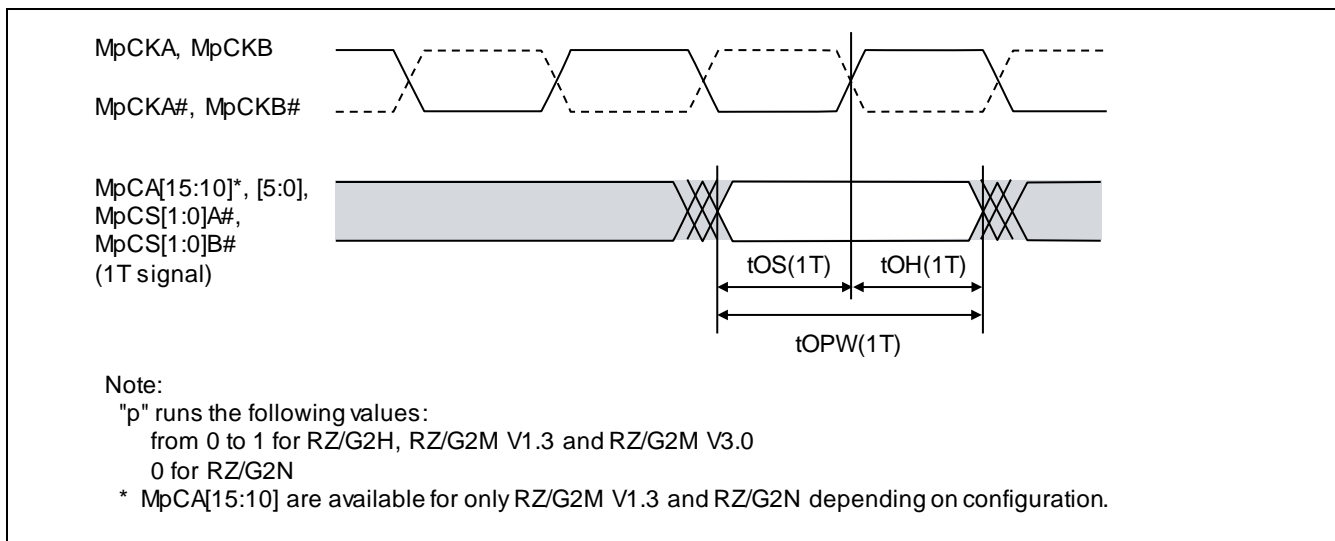 MpCKA, MpCKB
MpCKA#, MpCKB#
MpCA[15:10]*, [5:0],
MpCS[1:0]A#,
MpCS[1:0]B#
(1T signal)
tOS(1T)
tOH(1T)
tOPW(1T)
Note:
"p" runs the following values:
from 0 to 1 for RZ/G2H, RZ/G2M V1.3 and RZ/G2M V3.0
0 for RZ/G2N
* MpCA[15:10] are available for only RZ/G2M V1.3 and RZ/G2N depending on configuration.